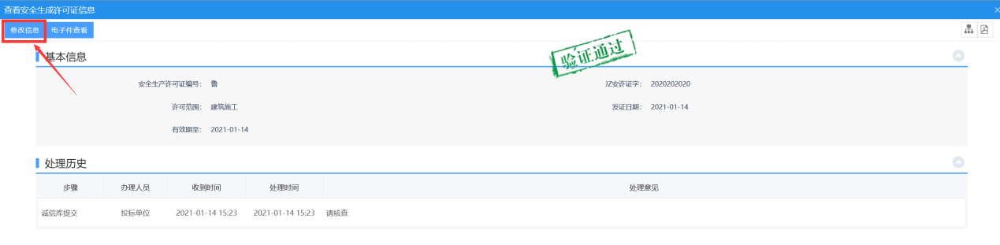 查看安全生成许可证信息
修改信息 电子件查看
验证通过
基本信息
安全生产许可证编号： 鲁 JZ安许证字： 2020202020
许可范围： 建筑施工 发证日期： 2021-01-14
有效期至： 2021-01-14
处理历史
步骤 办理人员 收到时间 处理时间 处理意见
诚信库提交 投标单位 2021-01-14 15:23 2021-01-14 15:23 请核查